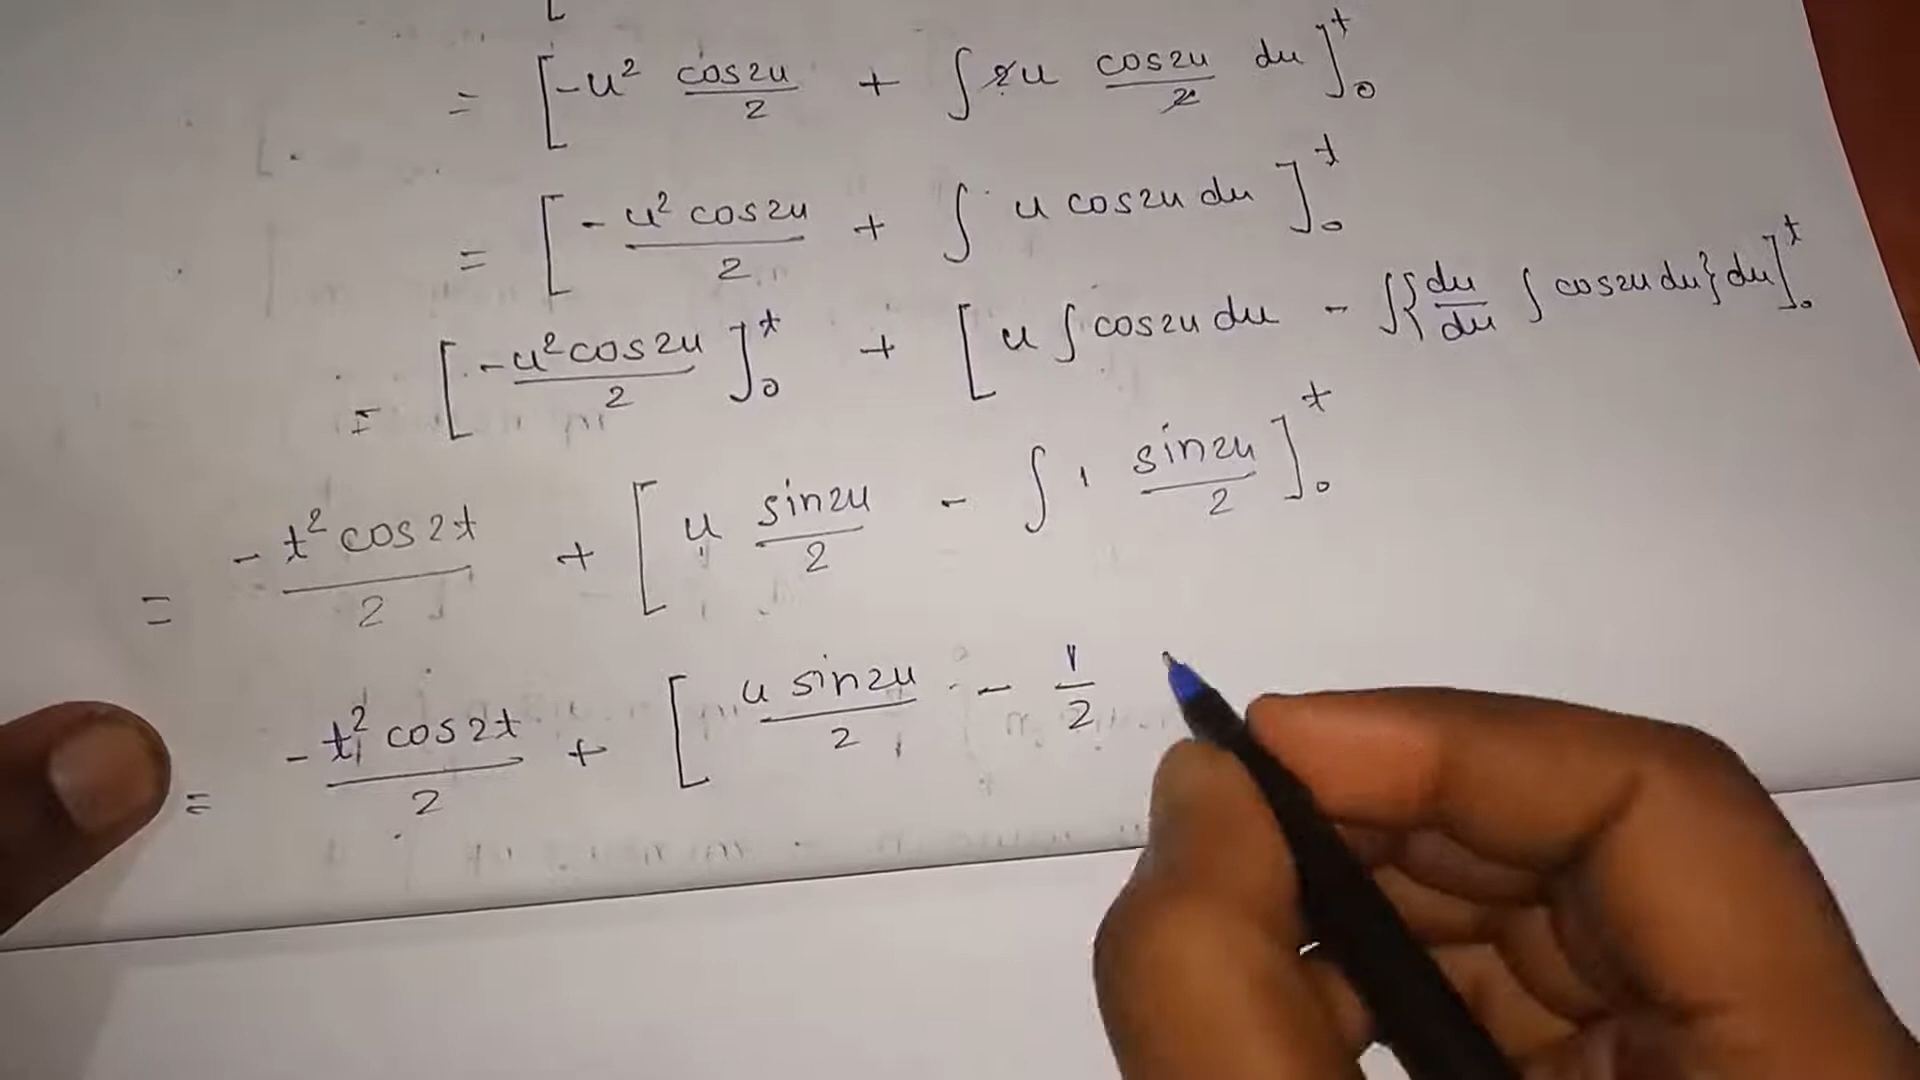 = [-u² cos2u/2 + ∫ 2u cos2u/2 du]₀ᵗ
= [-u² cos2u/2 + ∫ u cos2u du]₀ᵗ
= [-u² cos2u/2]₀ᵗ + [u ∫ cos2u du - ∫{du/du ∫ cos2u du} du]₀ᵗ
= -t² cos2t/2 + [u sin2u/2 - ∫ 1 sin2u/2]₀ᵗ
= -t² cos2t/2 + [u sin2u/2 - 1/2